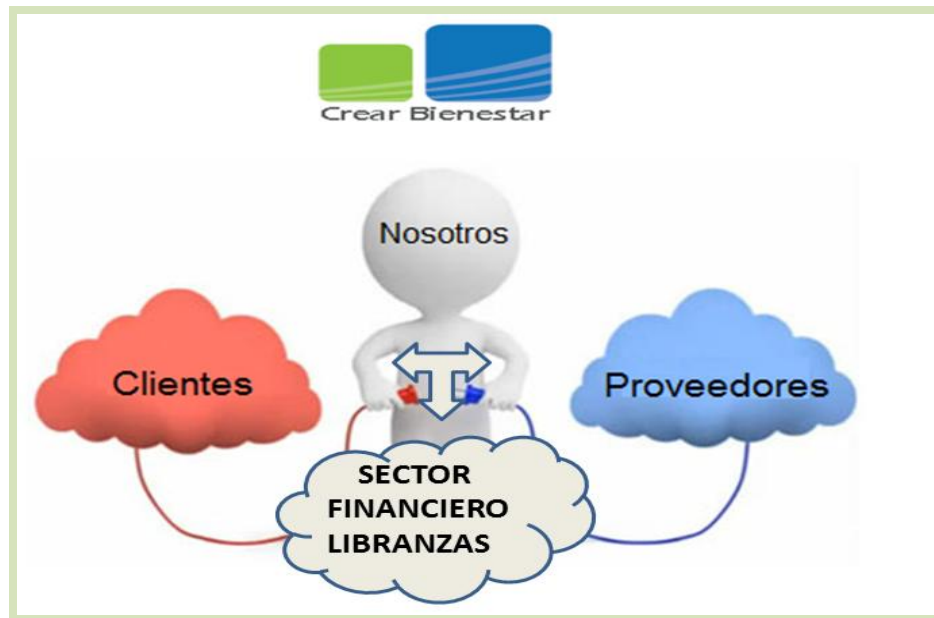 Crear Bienestar
Nosotros
Clientes
Proveedores
SECTOR
FINANCIERO
LIBRANZAS